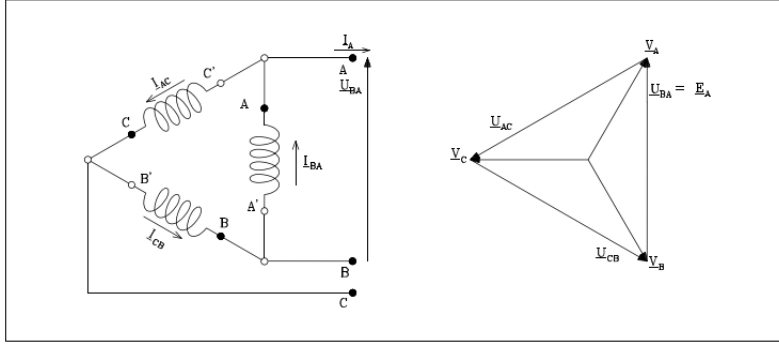 I_A
A
U_BA
I_AC
C'
C
A
I_BA
B'
A'
I_CB
B
B
C
V_A
U_BA = E_A
U_AC
V_C
U_CB
V_B